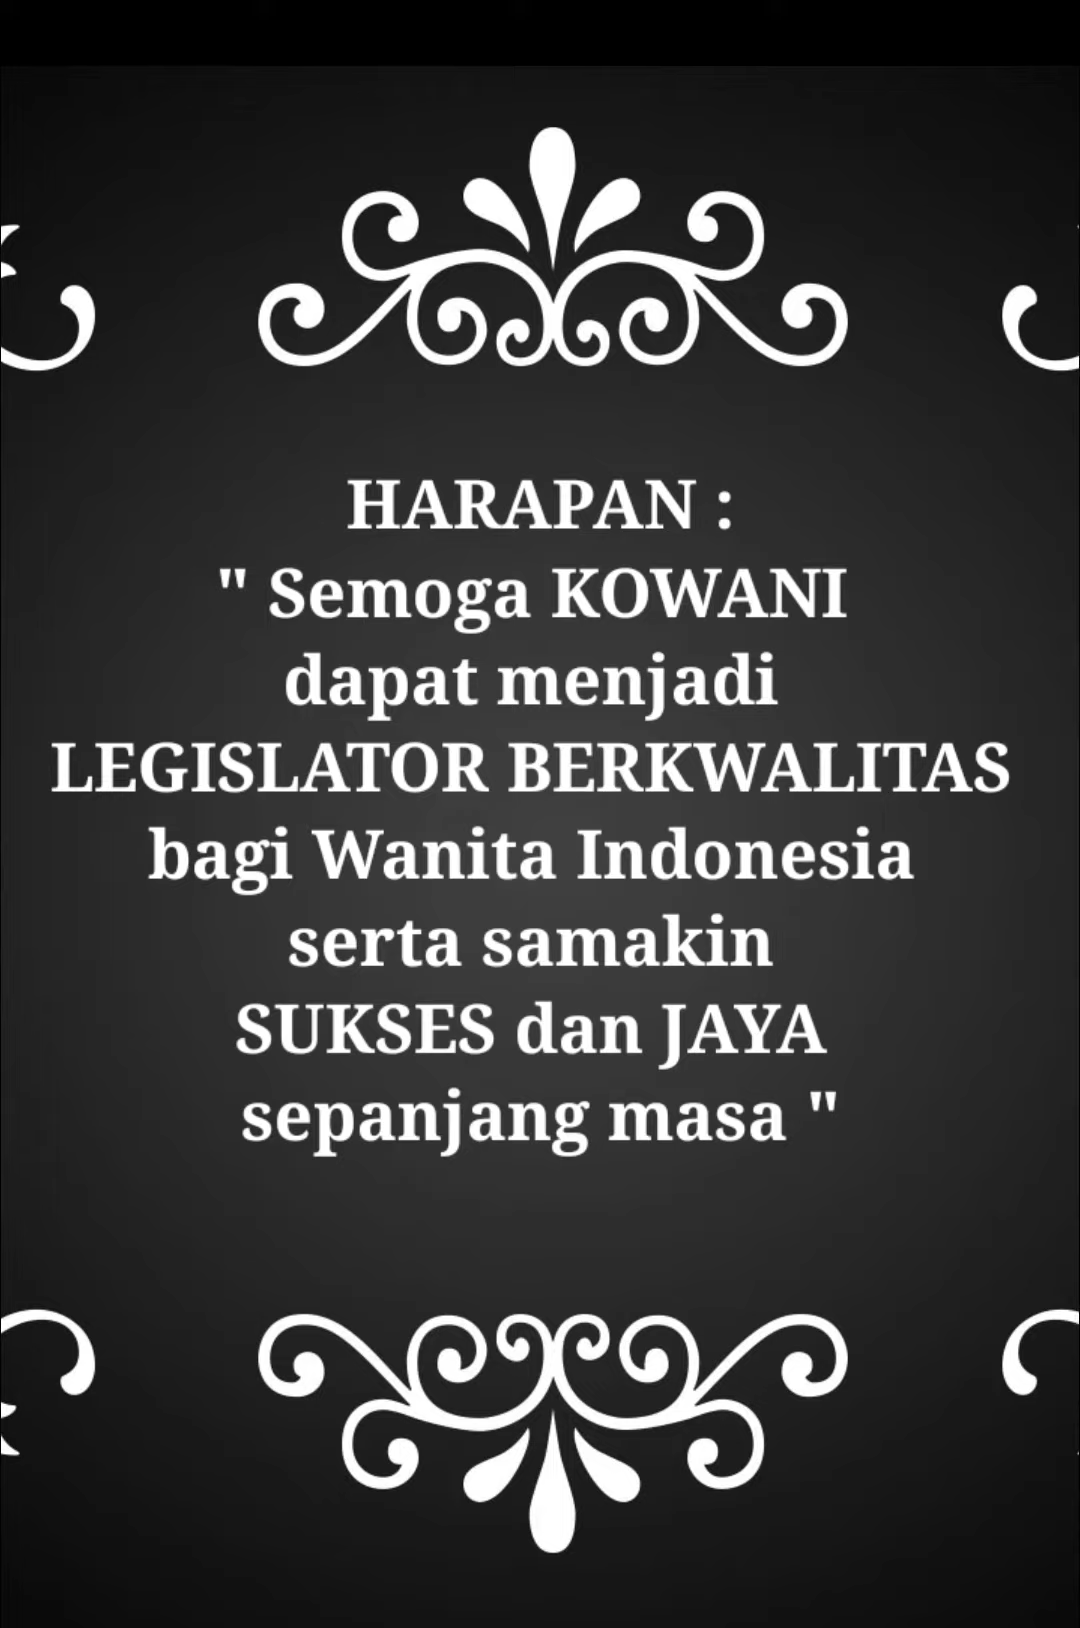 HARAPAN :
" Semoga KOWANI
dapat menjadi
LEGISLATOR BERKWALITAS
bagi Wanita Indonesia
serta samakin
SUKSES dan JAYA
sepanjang masa "